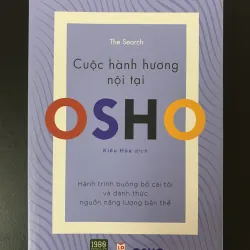 The Search
Cuộc hành hương
nội tại
OSHO
Kiều Hòa dịch
Hành trình buông bỏ cái tôi
và đánh thức
nguồn năng lượng bản thể
1980
OSHO